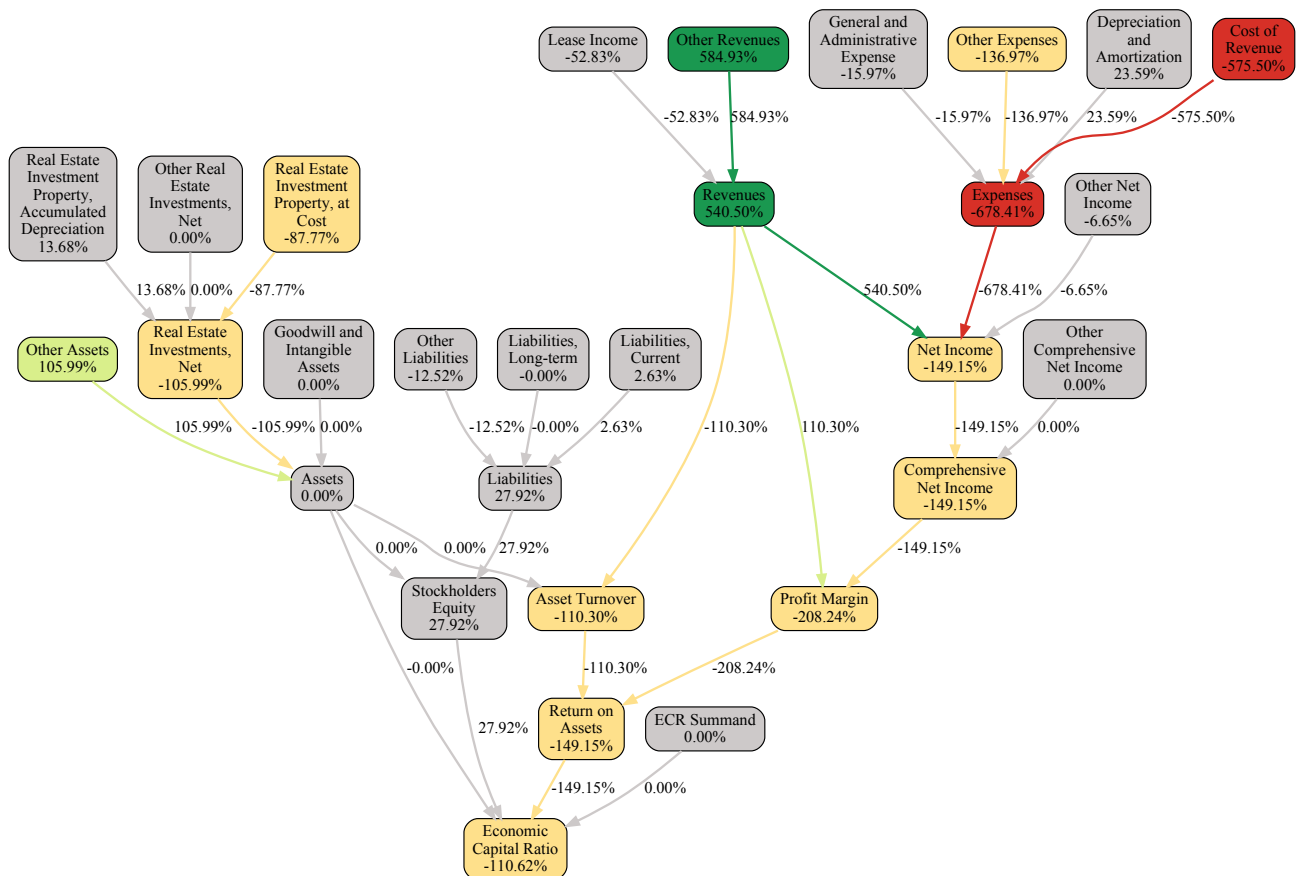 Lease Income
-52.83%
Other Revenues
584.93%
General and
Administrative
Expense
-15.97%
Other Expenses
-136.97%
Depreciation
and
Amortization
23.59%
Cost of
Revenue
-575.50%
-52.83%
584.93%
-15.97%
-136.97%
23.59%
-575.50%
Real Estate
Investment
Property,
Accumulated
Depreciation
13.68%
Other Real
Estate
Investments,
Net
0.00%
Real Estate
Investment
Property, at
Cost
-87.77%
Revenues
540.50%
Expenses
-678.41%
Other Net
Income
-6.65%
13.68%
0.00%
-87.77%
540.50%
-678.41%
-6.65%
Other Assets
105.99%
Real Estate
Investments,
Net
-105.99%
Goodwill and
Intangible
Assets
0.00%
Other
Liabilities
-12.52%
Liabilities,
Long-term
-0.00%
Liabilities,
Current
2.63%
Net Income
-149.15%
Other
Comprehensive
Net Income
0.00%
105.99%
-105.99%
0.00%
-12.52%
-0.00%
2.63%
-110.30%
110.30%
-149.15%
0.00%
Assets
0.00%
Liabilities
27.92%
Comprehensive
Net Income
-149.15%
0.00%
0.00%
27.92%
-149.15%
Stockholders
Equity
27.92%
Asset Turnover
-110.30%
Profit Margin
-208.24%
-0.00%
-110.30%
-208.24%
27.92%
Return on
Assets
-149.15%
ECR Summand
0.00%
-149.15%
0.00%
Economic
Capital Ratio
-110.62%